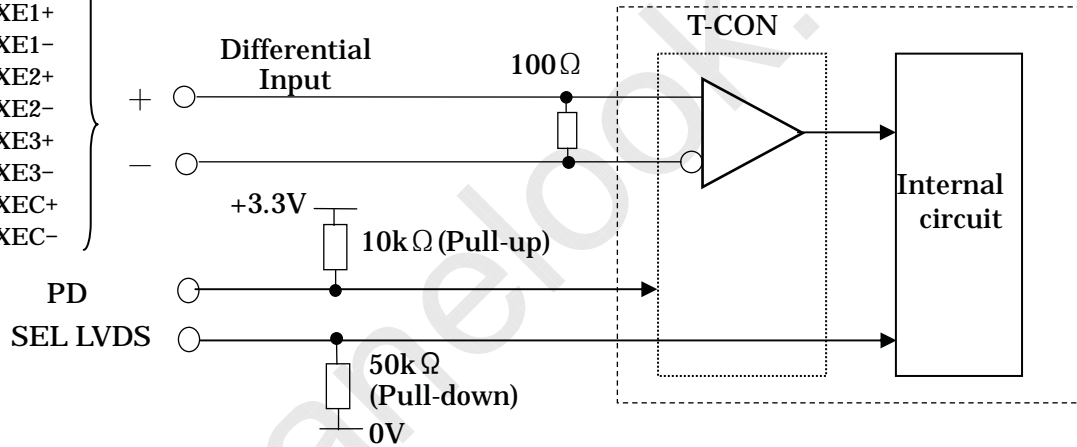 XE1+
XE1-
XE2+
XE2-
XE3+
XE3-
XEC+
XEC-
Differential
Input
+
-
100Ω
T-CON
Internal
circuit
+3.3V
10kΩ(Pull-up)
PD
SEL LVDS
50kΩ
(Pull-down)
0V
anelook.